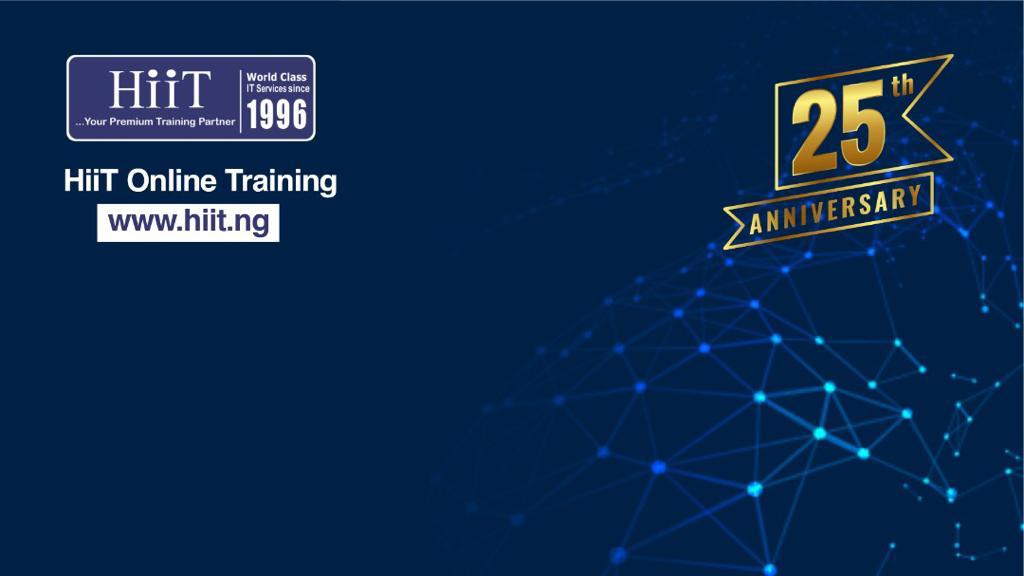 HiiT
...Your Premium Training Partner
World Class
IT Services since
1996
HiiT Online Training
www.hiit.ng
25th
ANNIVERSARY